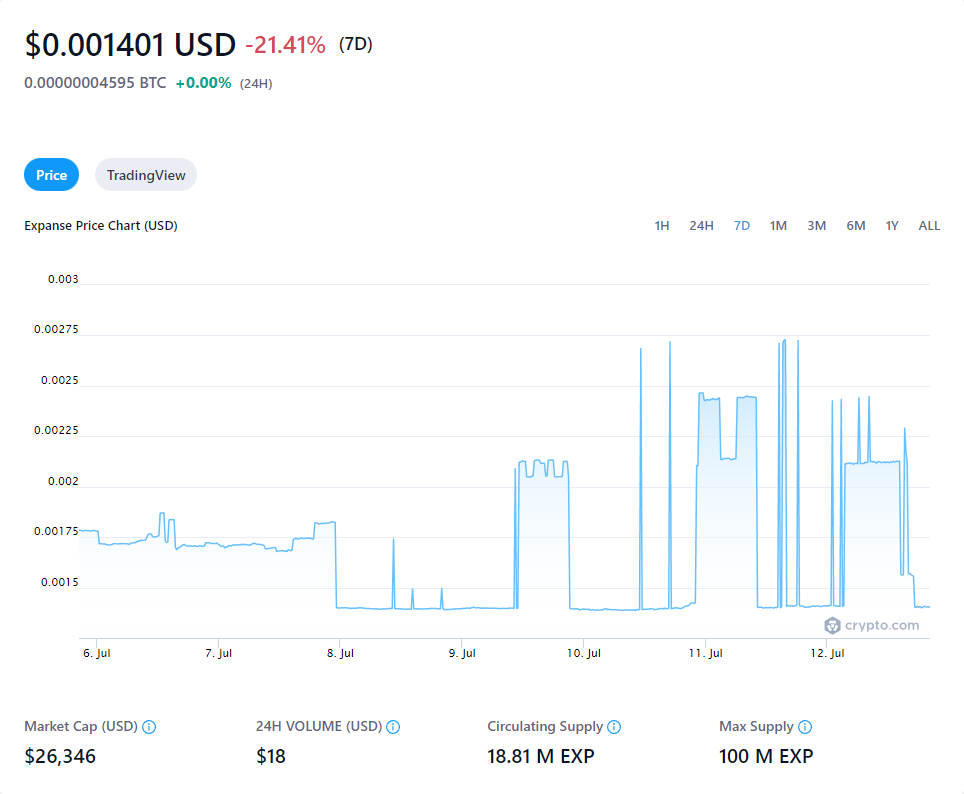 $0.001401 USD -21.41% (7D)
0.00000004595 BTC +0.00% (24H)
Price TradingView
Expanse Price Chart (USD) 1H 24H 7D 1M 3M 6M 1Y ALL
0.003
0.00275
0.0025
0.00225
0.002
0.00175
0.0015
crypto.com
6. Jul 7. Jul 8. Jul 9. Jul 10. Jul 11. Jul 12. Jul
Market Cap (USD) 24H VOLUME (USD) Circulating Supply Max Supply
$26,346 $18 18.81 M EXP 100 M EXP